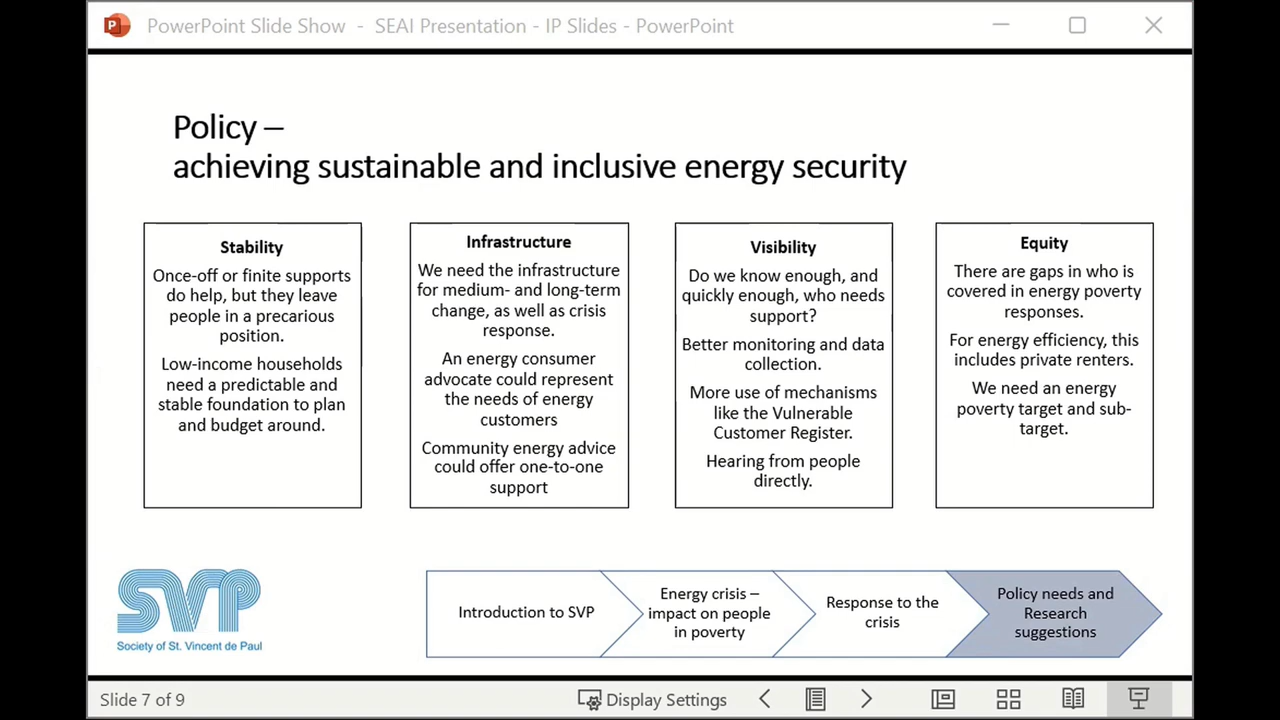 PowerPoint Slide Show - SEAI Presentation - IP Slides - PowerPoint
Policy –
achieving sustainable and inclusive energy security
Stability
Once-off or finite supports
do help, but they leave
people in a precarious
position.
Low-income households
need a predictable and
stable foundation to plan
and budget around.
Infrastructure
We need the infrastructure
for medium- and long-term
change, as well as crisis
response.
An energy consumer
advocate could represent
the needs of energy
customers
Community energy advice
could offer one-to-one
support
Visibility
Do we know enough, and
quickly enough, who needs
support?
Better monitoring and data
collection.
More use of mechanisms
like the Vulnerable
Customer Register.
Hearing from people
directly.
Equity
There are gaps in who is
covered in energy poverty
responses.
For energy efficiency, this
includes private renters.
We need an energy
poverty target and sub-
target.
SVP
Society of St. Vincent de Paul
Introduction to SVP
Energy crisis –
impact on people
in poverty
Response to the
crisis
Policy needs and
Research
suggestions
Slide 7 of 9
Display Settings